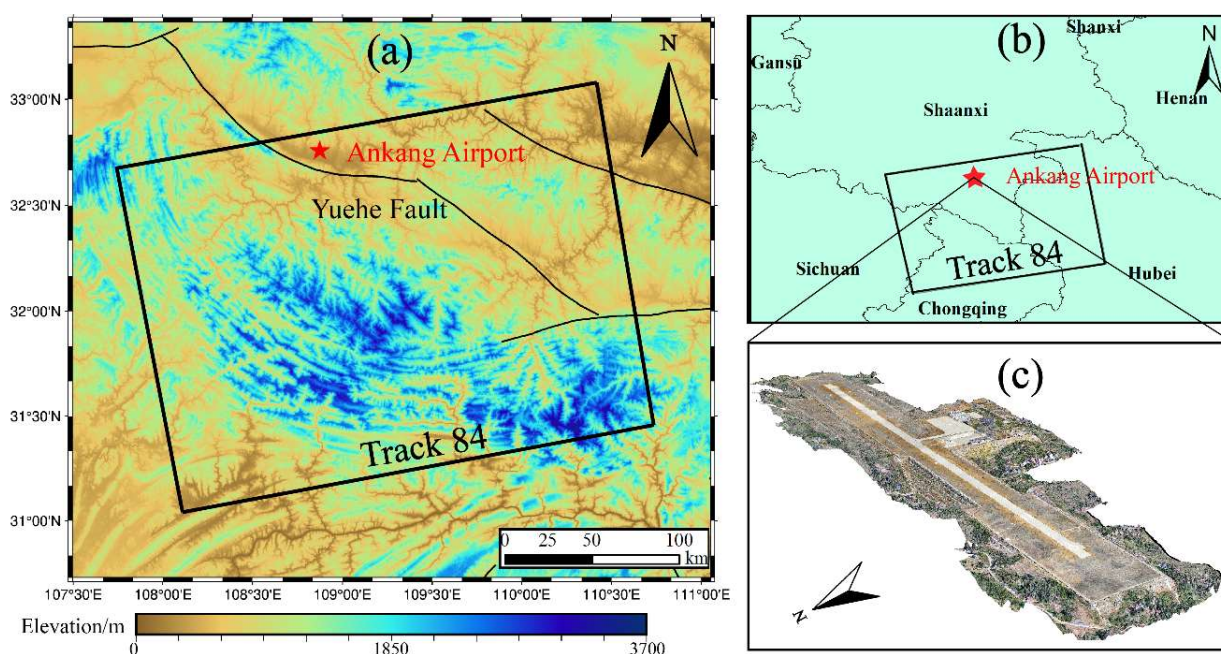 (a)
N
33°00'N
32°30'N
32°00'N
31°30'N
31°00'N
Ankang Airport
Yuehe Fault
Track 84
0 25 50 100
km
107°30'E 108°00'E 108°30'E 109°00'E 109°30'E 110°00'E 110°30'E 111°00'E
Elevation/m
0 1850 3700
(b)
N
Shanxi
Gansu
Henan
Shaanxi
Ankang Airport
Track 84
Sichuan
Hubei
Chongqing
(c)
N